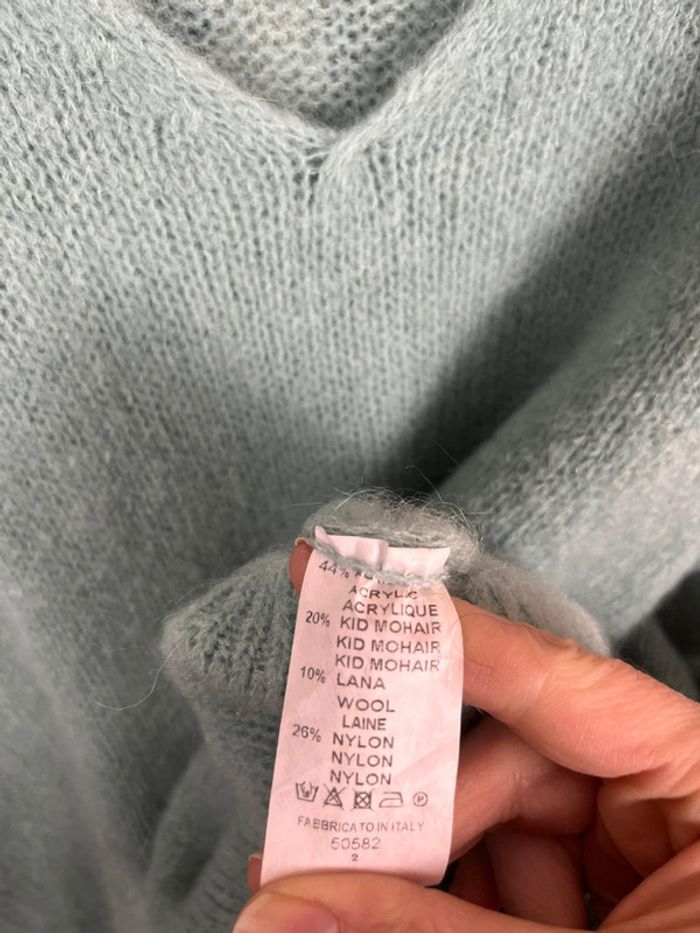 44%
ACRYLIC
ACRYLIQUE
20% KID MOHAIR
KID MOHAIR
KID MOHAIR
10% LANA
WOOL
LAINE
26% NYLON
NYLON
NYLON
P
FABBRICATO IN ITALY
50582
2